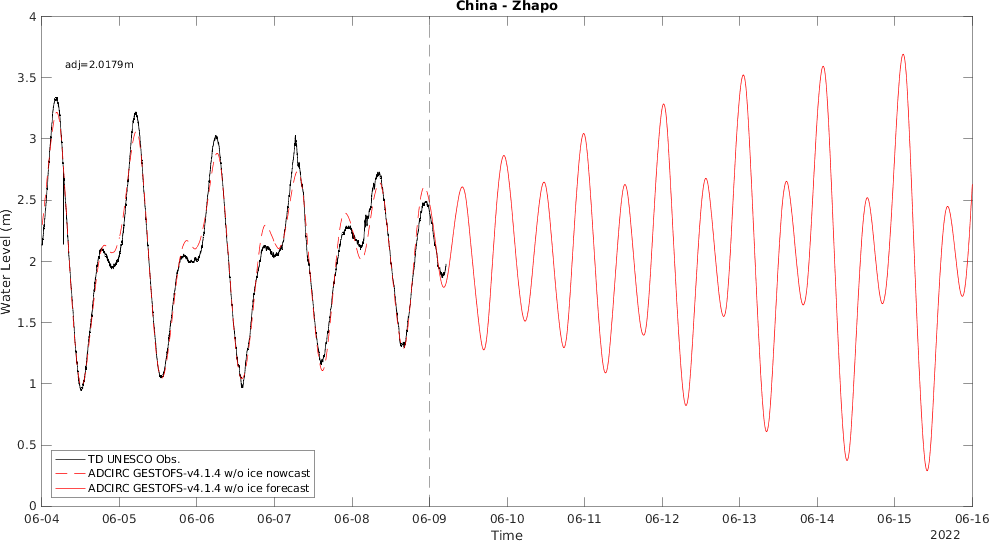 China - Zhapo
adj=2.0179m
Water Level (m)
4
3.5
3
2.5
2
1.5
1
0.5
0
TD UNESCO Obs.
ADCIRC GESTOFS-v4.1.4 w/o ice nowcast
ADCIRC GESTOFS-v4.1.4 w/o ice forecast
06-04 06-05 06-06 06-07 06-08 06-09 06-10 06-11 06-12 06-13 06-14 06-15 06-16
Time
2022